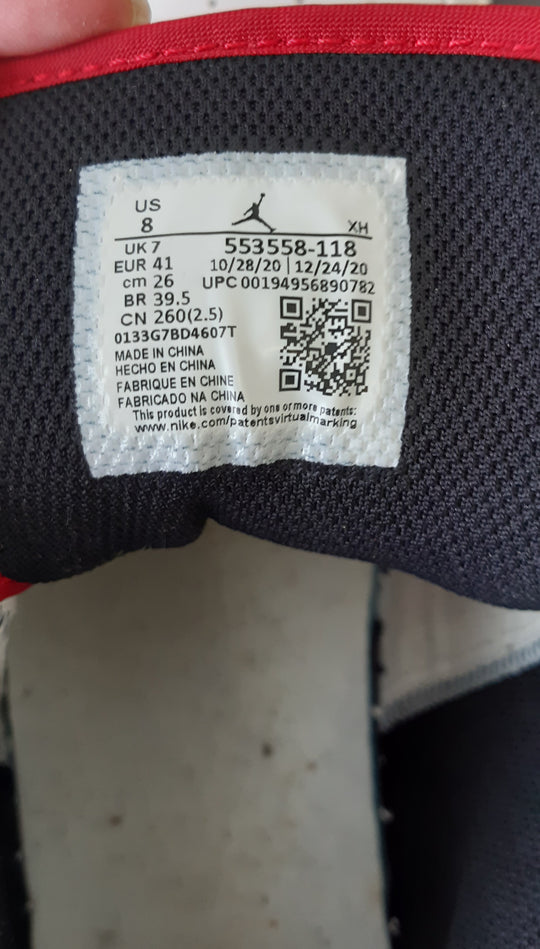 US
8
XH
UK 7 553558-118
EUR 41 10/28/20 | 12/24/20
cm 26 UPC 00194956890782
BR 39.5
CN 260(2.5)
0133G7BD4607T
MADE IN CHINA
HECHO EN CHINA
FABRIQUE EN CHINE
FABRICADO NA CHINA
This product is covered by one or more patents:
www.nike.com/patentsvirtualmarking